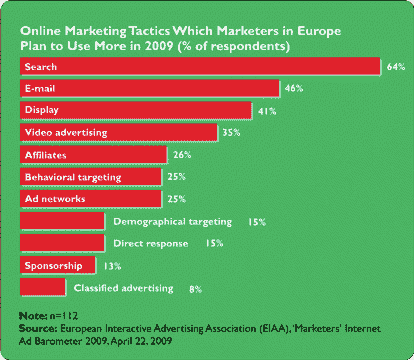 Online Marketing Tactics Which Marketers in Europe
Plan to Use More in 2009 (% of respondents)
Search 64%
E-mail 46%
Display 41%
Video advertising 35%
Affiliates 26%
Behavioral targeting 25%
Ad networks 25%
Demographical targeting 15%
Direct response 15%
Sponsorship 13%
Classified advertising 8%
Note: n=112
Source: European Interactive Advertising Association (EIAA), 'Marketers' Internet
Ad Barometer 2009. April 22, 2009